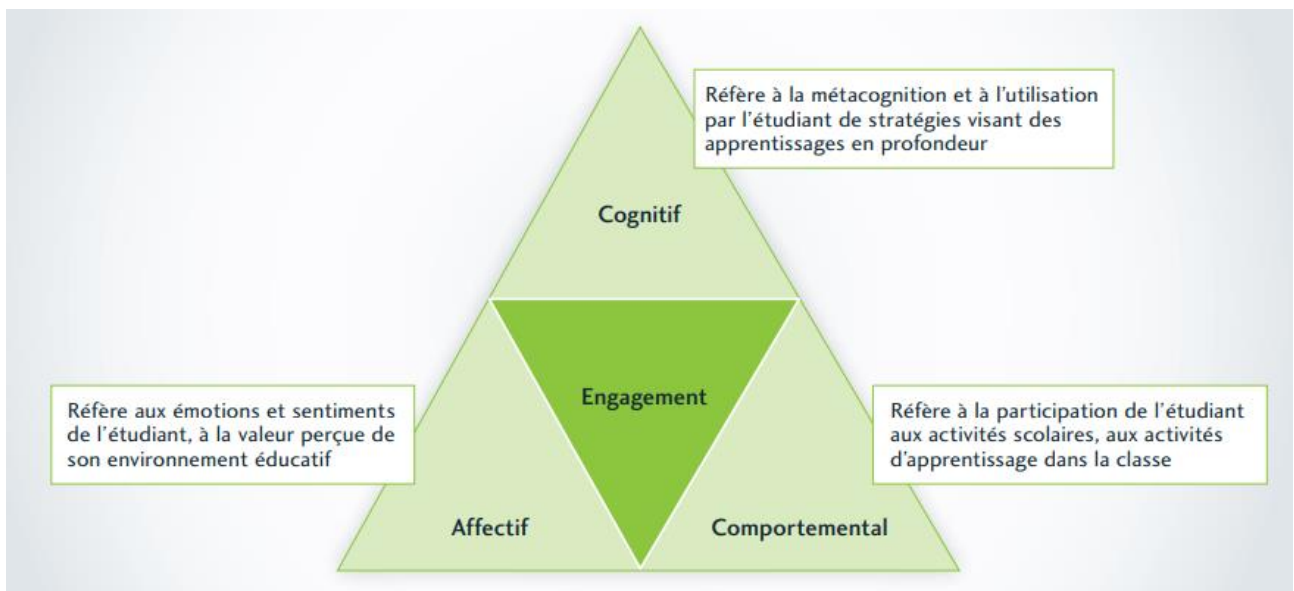 Réfère à la métacognition et à l’utilisation
par l’étudiant de stratégies visant des
apprentissages en profondeur
Cognitif
Engagement
Réfère aux émotions et sentiments
de l’étudiant, à la valeur perçue de
son environnement éducatif
Réfère à la participation de l’étudiant
aux activités scolaires, aux activités
d’apprentissage dans la classe
Affectif
Comportemental